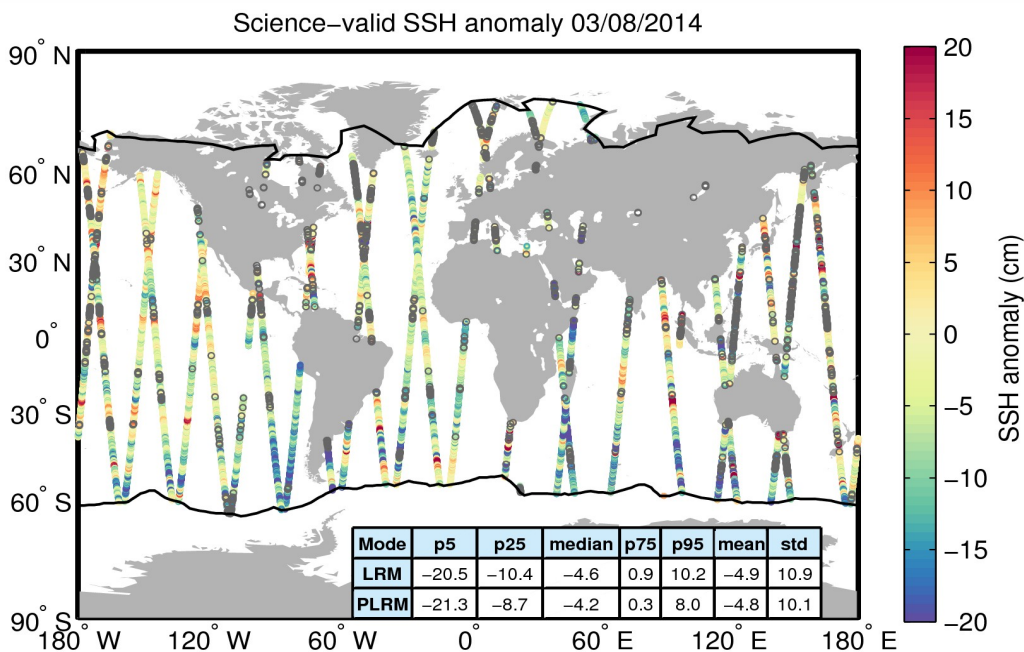 Science−valid SSH anomaly 03/08/2014
90° N
60° N
30° N
0°
30° S
60° S
90° S
180° W
120° W
60° W
0°
60° E
120° E
180° E
Mode p5 p25 median p75 p95 mean std
LRM −20.5 −10.4 −4.6 0.9 10.2 −4.9 10.9
PLRM −21.3 −8.7 −4.2 0.3 8.0 −4.8 10.1
20
15
10
5
0
−5
−10
−15
−20
SSH anomaly (cm)